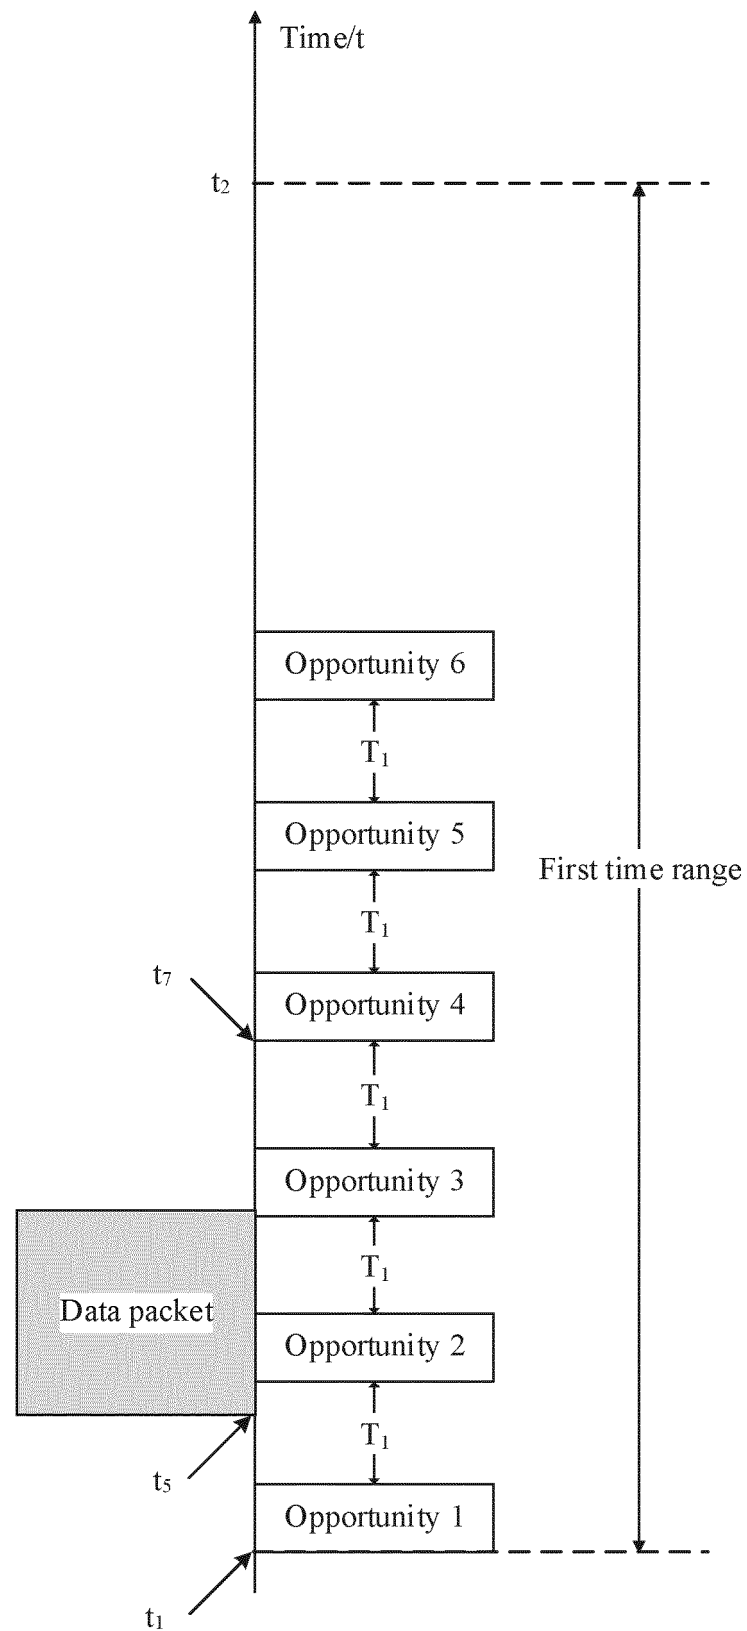 Time/t
t₂
Opportunity 6
T₁
Opportunity 5
First time range
T₁
t₇
Opportunity 4
T₁
Opportunity 3
T₁
Data packet
Opportunity 2
T₁
t₅
Opportunity 1
t₁